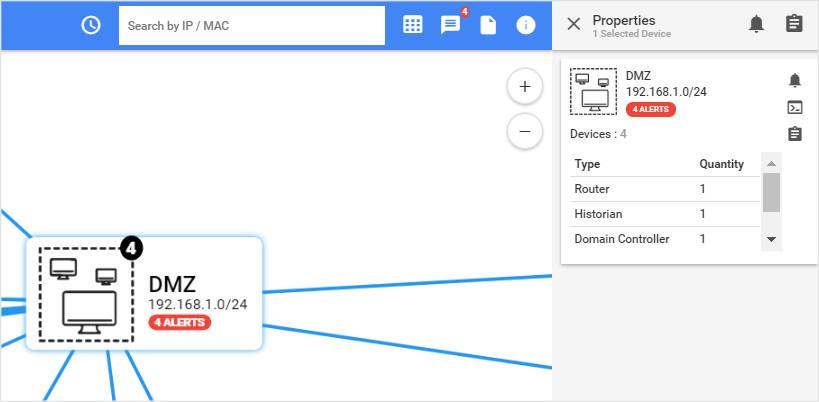 Search by IP / MAC
4
Properties
1 Selected Device
DMZ
192.168.1.0/24
4 ALERTS
Devices : 4
Type Quantity
Router 1
Historian 1
Domain Controller 1
4
DMZ
192.168.1.0/24
4 ALERTS